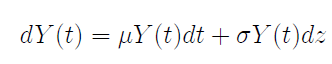 dY(t) = μY(t)dt + σY(t)dz